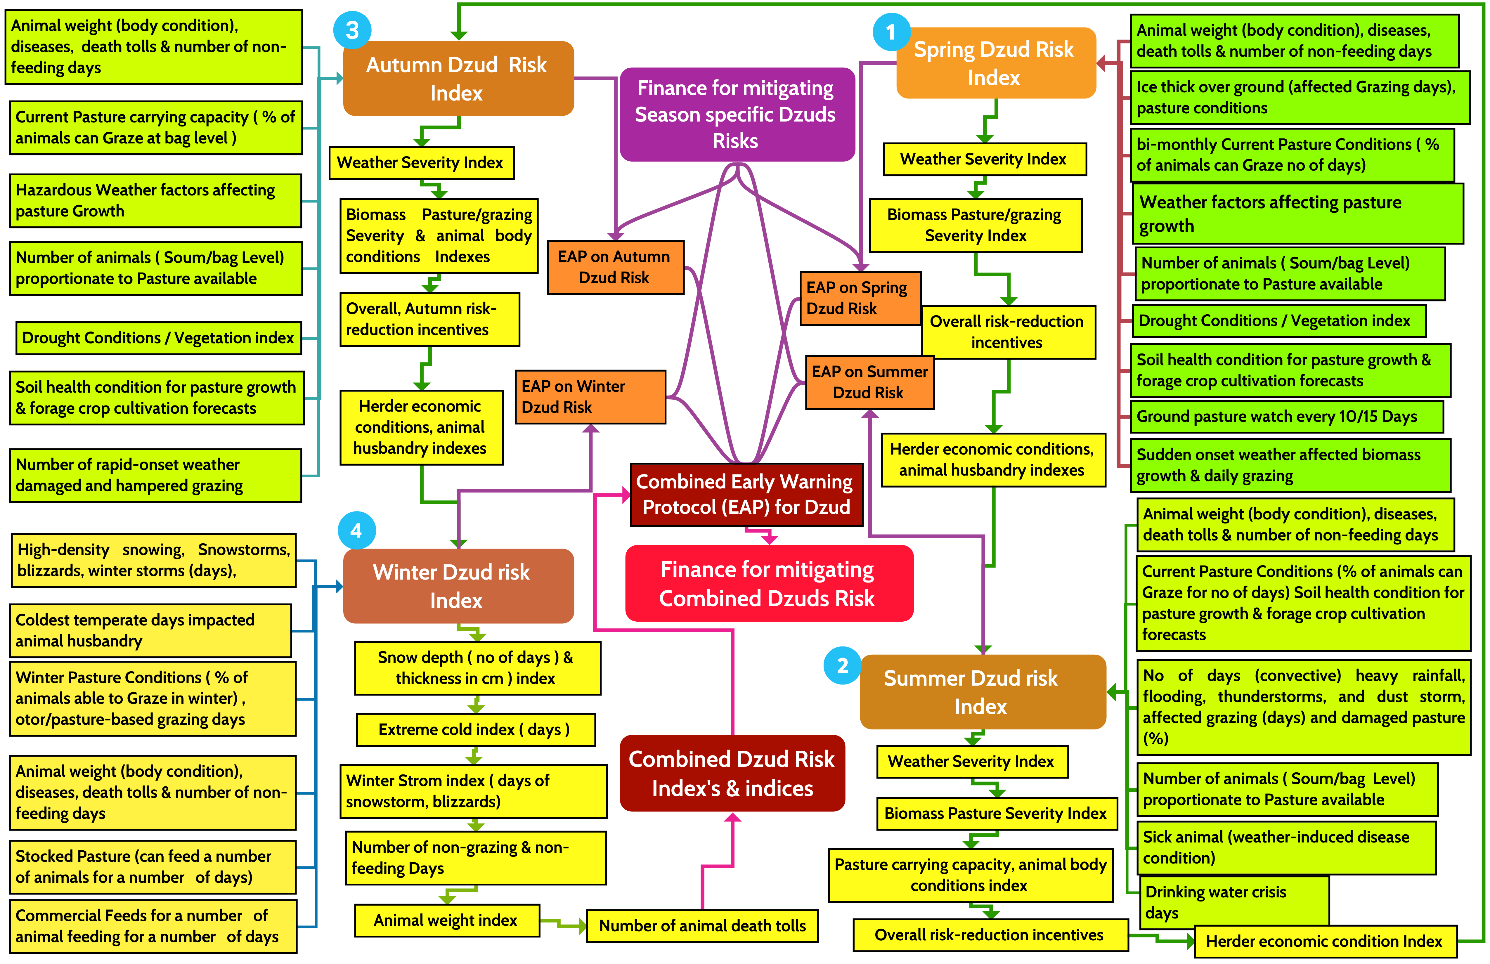 3
Autumn Dzud Risk
Index
Animal weight (body condition),
diseases, death tolls & number of non-
feeding days
Current Pasture carrying capacity ( % of
animals can Graze at bag level )
Hazardous Weather factors affecting
pasture Growth
Number of animals ( Soum/bag Level)
proportionate to Pasture available
Drought Conditions / Vegetation index
Soil health condition for pasture growth
& forage crop cultivation forecasts
Number of rapid-onset weather
damaged and hampered grazing
Weather Severity Index
Biomass Pasture/grazing
Severity & animal body
conditions Indexes
Overall, Autumn risk-
reduction incentives
Herder economic
conditions, animal
husbandry indexes
Finance for mitigating
Season specific Dzuds
Risks
EAP on Autumn
Dzud Risk
EAP on Spring
Dzud Risk
EAP on Winter
Dzud Risk
EAP on Summer
Dzud Risk
Combined Early Warning
Protocol (EAP) for Dzud
Finance for mitigating
Combined Dzuds Risk
Combined Dzud Risk
Index's & indices
1
Spring Dzud Risk
Index
Weather Severity Index
Biomass Pasture/grazing
Severity Index
Overall risk-reduction
incentives
Herder economic conditions,
animal husbandry indexes
Animal weight (body condition), diseases,
death tolls & number of non-feeding days
Ice thick over ground (affected Grazing days),
pasture conditions
bi-monthly Current Pasture Conditions ( %
of animals can Graze no of days)
Weather factors affecting pasture
growth
Number of animals ( Soum/bag Level)
proportionate to Pasture available
Drought Conditions / Vegetation index
Soil health condition for pasture growth &
forage crop cultivation forecasts
Ground pasture watch every 10/15 Days
Sudden onset weather affected biomass
growth & daily grazing
4
Winter Dzud risk
Index
High-density snowing, Snowstorms,
blizzards, winter storms (days),
Coldest temperate days impacted
animal husbandry
Winter Pasture Conditions ( % of
animals able to Graze in winter) ,
otor/pasture-based grazing days
Animal weight (body condition),
diseases, death tolls & number of non-
feeding days
Stocked Pasture (can feed a number
of animals for a number of days)
Commercial Feeds for a number of
animal feeding for a number of days
Snow depth ( no of days ) &
thickness in cm ) index
Extreme cold index ( days )
Winter Strom index ( days of
snowstorm, blizzards)
Number of non-grazing & non-
feeding Days
Animal weight index
Number of animal death tolls
2
Summer Dzud risk
Index
Weather Severity Index
Biomass Pasture Severity Index
Pasture carrying capacity, animal body
conditions index
Overall risk-reduction incentives
Herder economic condition Index
Animal weight (body condition), diseases,
death tolls & number of non-feeding days
Current Pasture Conditions (% of animals can
Graze for no of days) Soil health condition for
pasture growth & forage crop cultivation
forecasts
No of days (convective) heavy rainfall,
flooding, thunderstorms, and dust storm,
affected grazing (days) and damaged pasture
(%)
Number of animals ( Soum/bag Level)
proportionate to Pasture available
Sick animal (weather-induced disease
condition)
Drinking water crisis
days